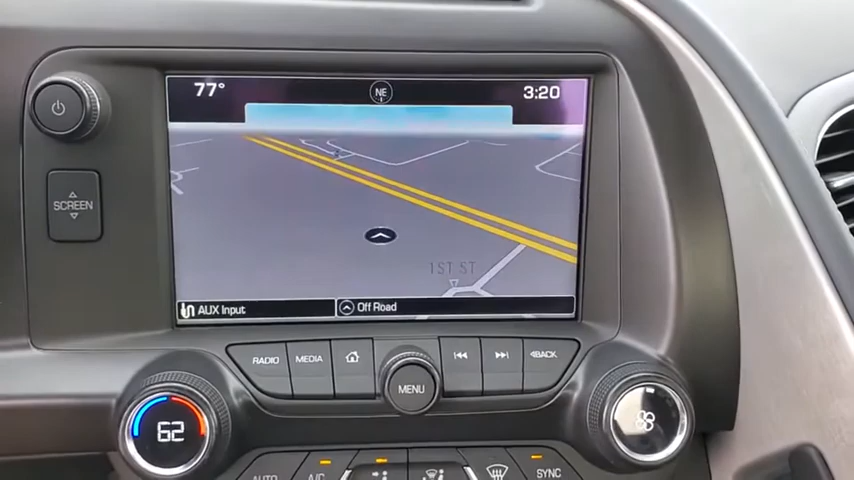 77° NE 3:20
SCREEN
1ST ST
AUX Input Off Road
RADIO MEDIA BACK
MENU
62
AUTO A/C SYNC